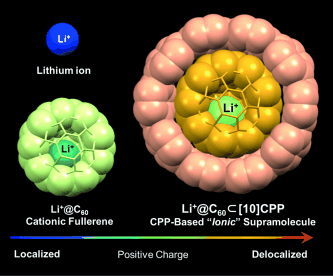 Li⁺
Lithium ion
Li⁺
Li⁺
Li⁺@C₆₀
Cationic Fullerene
Li⁺@C₆₀⊂[10]CPP
CPP-Based "Ionic" Supramolecule
Localized
Positive Charge
Delocalized